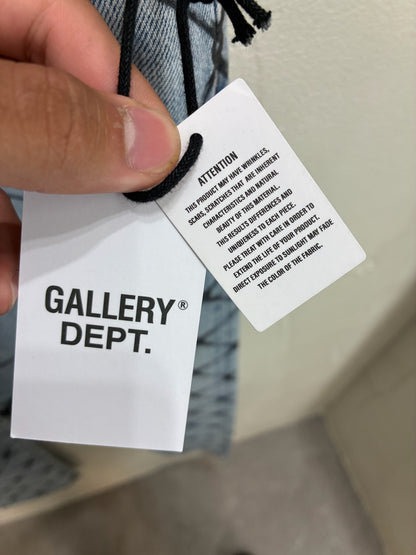 GALLERY®
DEPT.
ATTENTION
THIS PRODUCT MAY HAVE WRINKLES,
SCARS, SCRATCHES THAT ARE INHERENT
CHARACTERISTICS AND NATURAL
BEAUTY OF THIS MATERIAL.
THIS RESULTS DIFFERENCES AND
UNIQUENESS TO EACH PIECE.
PLEASE TREAT WITH CARE IN ORDER TO
EXTEND THE LIFE OF YOUR PRODUCT.
DIRECT EXPOSURE TO SUNLIGHT MAY FADE
THE COLOR OF THE FABRIC.